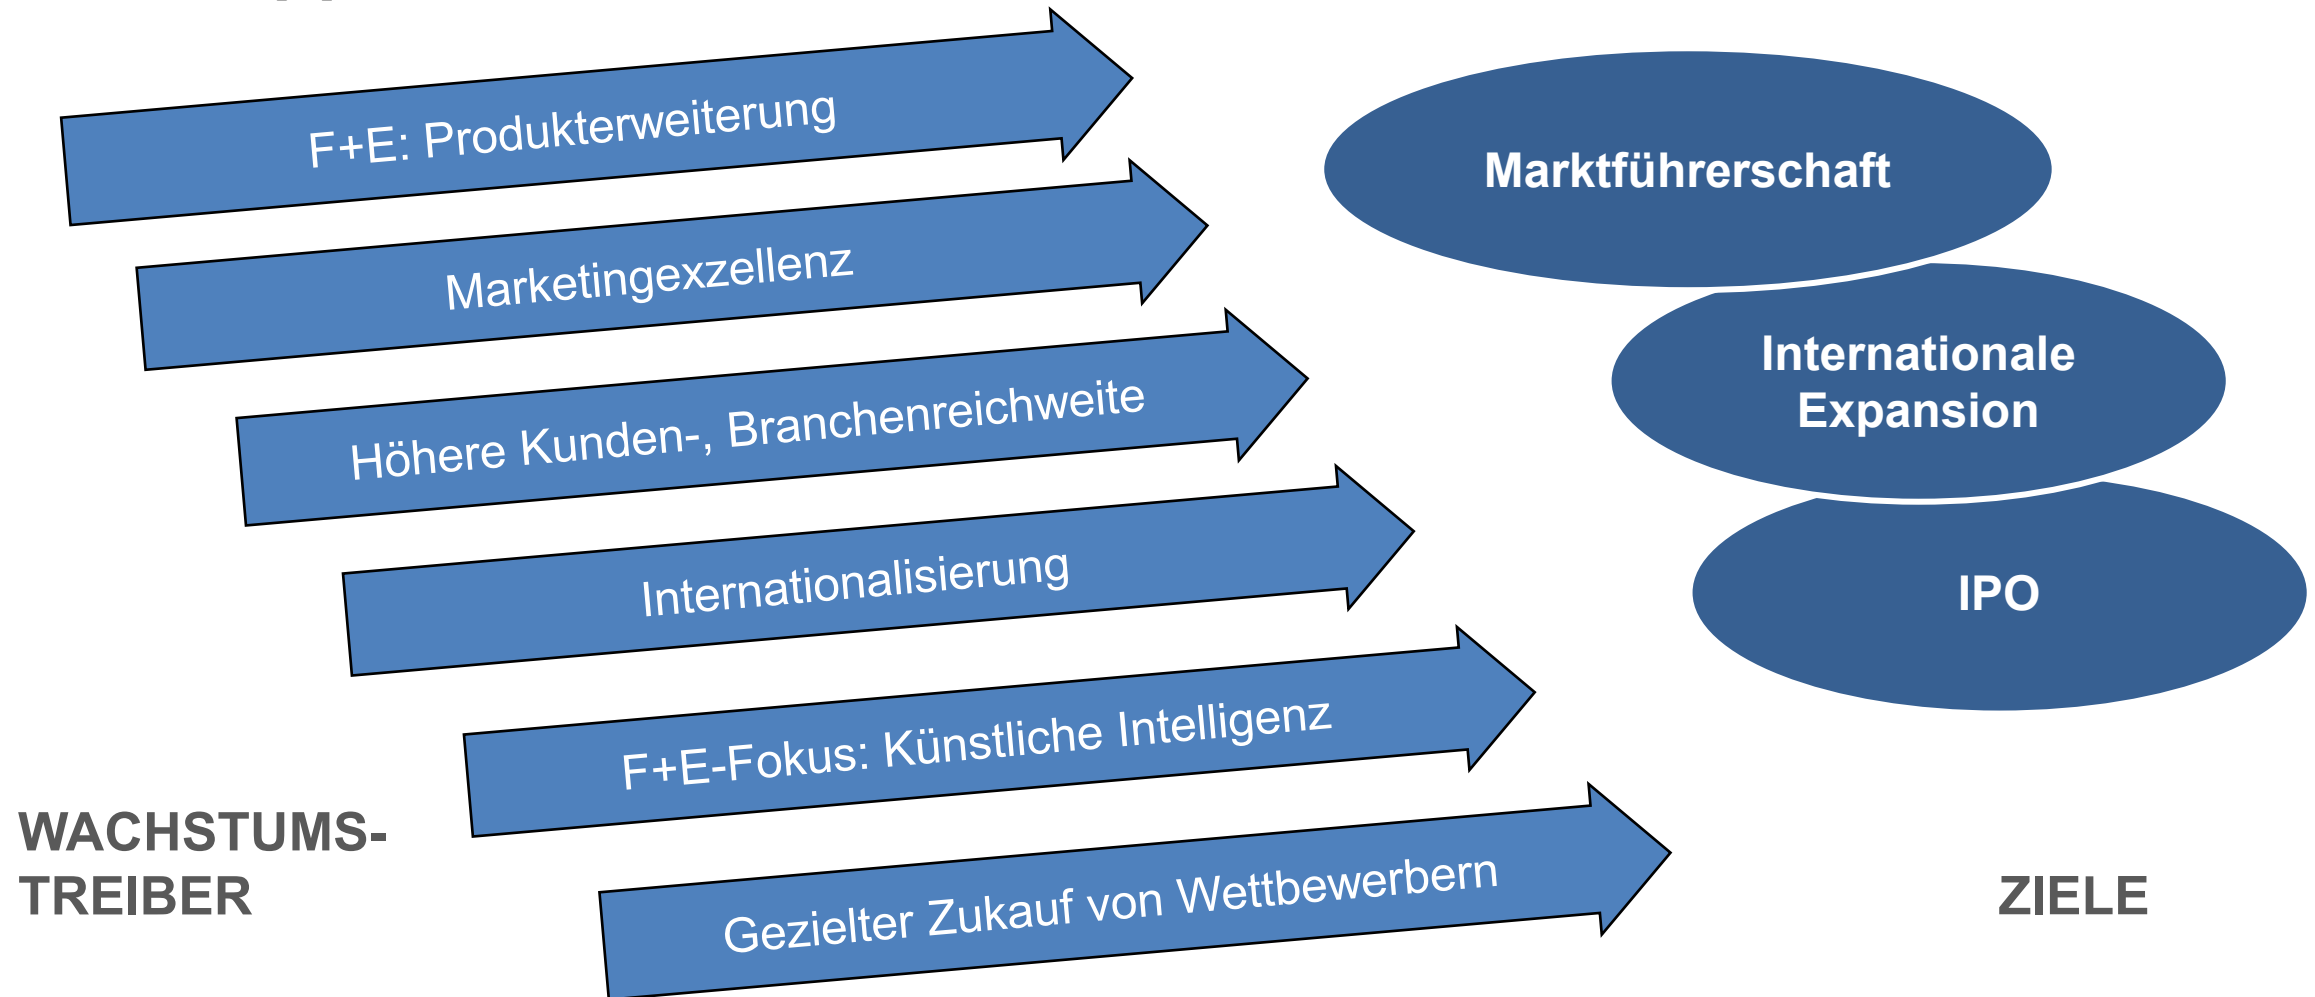 F+E: Produkterweiterung
Marketingexzellenz
Höhere Kunden-, Branchenreichweite
Internationalisierung
F+E-Fokus: Künstliche Intelligenz
Gezielter Zukauf von Wettbewerbern
WACHSTUMS-
TREIBER
Marktführerschaft
Internationale
Expansion
IPO
ZIELE